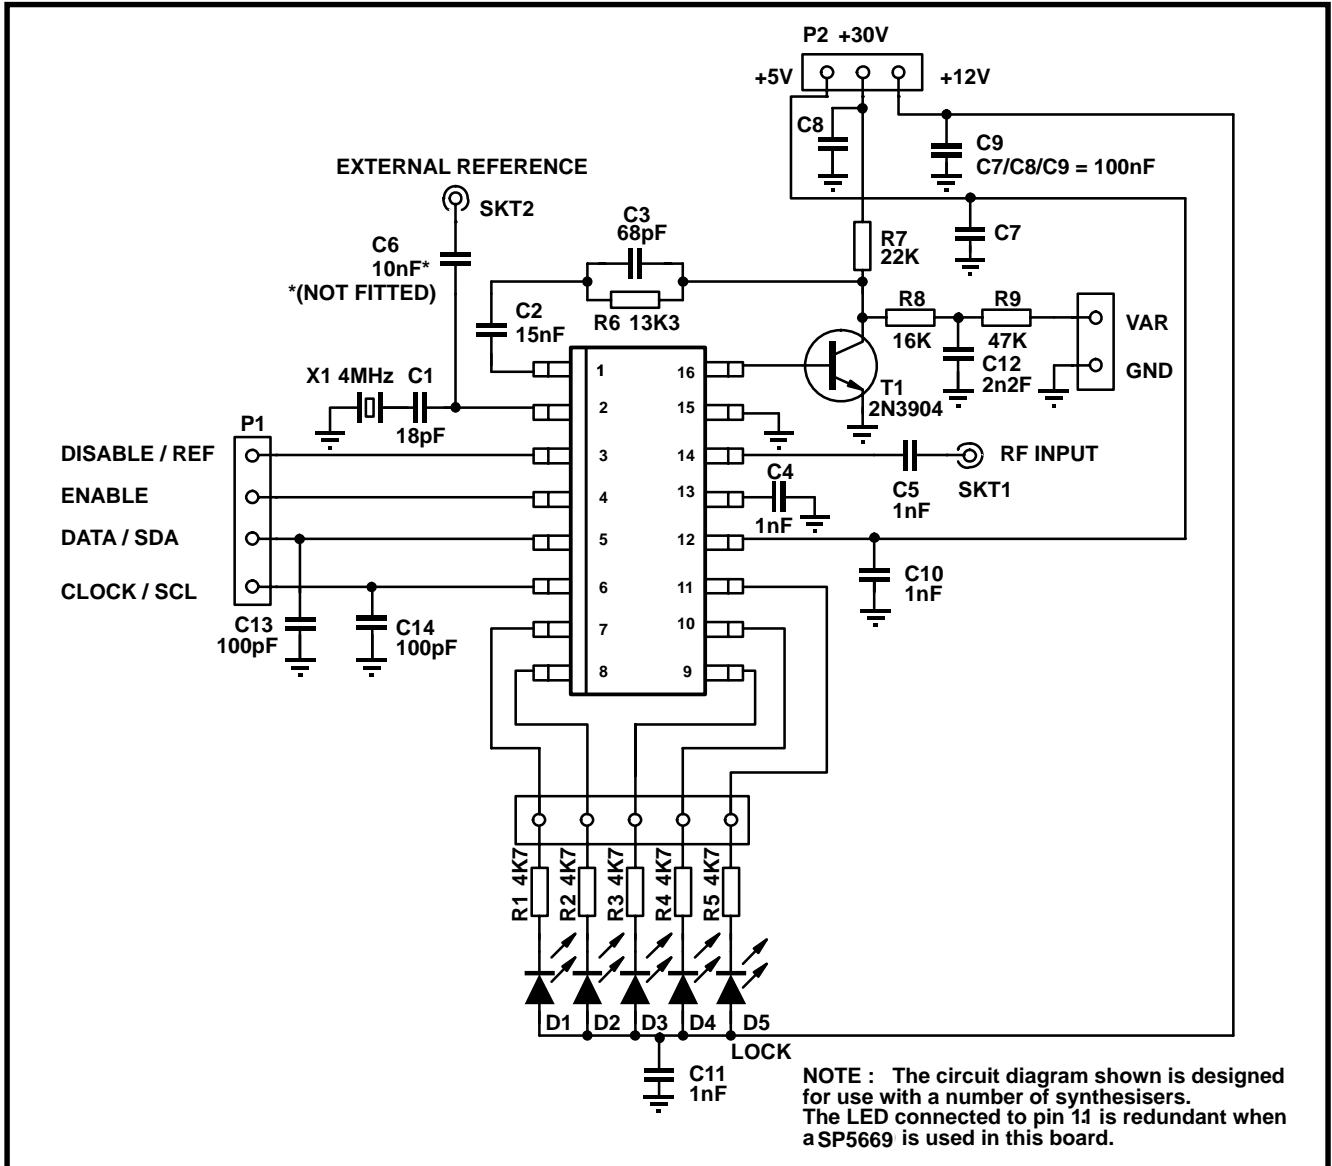 P2 +30V
+5V
+12V
C8
C9
C7/C8/C9 = 100nF
EXTERNAL REFERENCE
SKT2
C3
68pF
C7
R7
22K
C6
10nF*
*(NOT FITTED)
C2
15nF
R6 13K3
R8
16K
R9
47K
VAR
C12
2n2F
GND
X1 4MHz C1
18pF
T1
2N3904
1
2
3
4
5
6
7
8
16
15
14
13
12
11
10
9
P1
DISABLE / REF
ENABLE
DATA / SDA
CLOCK / SCL
C4
1nF
C5
1nF
RF INPUT
SKT1
C10
1nF
C13
100pF
C14
100pF
R1 4K7
R2 4K7
R3 4K7
R4 4K7
R5 4K7
D1
D2
D3
D4
D5
LOCK
C11
1nF
NOTE : The circuit diagram shown is designed
for use with a number of synthesisers.
The LED connected to pin 11 is redundant when
a SP5669 is used in this board.